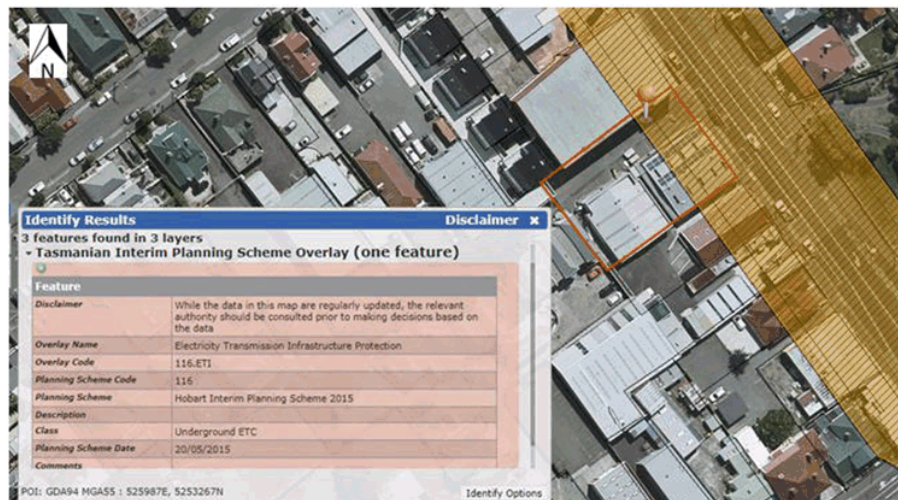 N
Identify Results Disclaimer ×
3 features found in 3 layers
Tasmanian Interim Planning Scheme Overlay (one feature)
Feature
Disclaimer While the data in this map are regularly updated, the relevant
authority should be consulted prior to making decisions based on
the data
Overlay Name Electricity Transmission Infrastructure Protection
Overlay Code 116.ETI
Planning Scheme Code 116
Planning Scheme Hobart Interim Planning Scheme 2015
Description
Class Underground ETC
Planning Scheme Date 20/05/2015
Comments
POI: GDA94 MGA55 : 525987E, 5253267N Identify Options